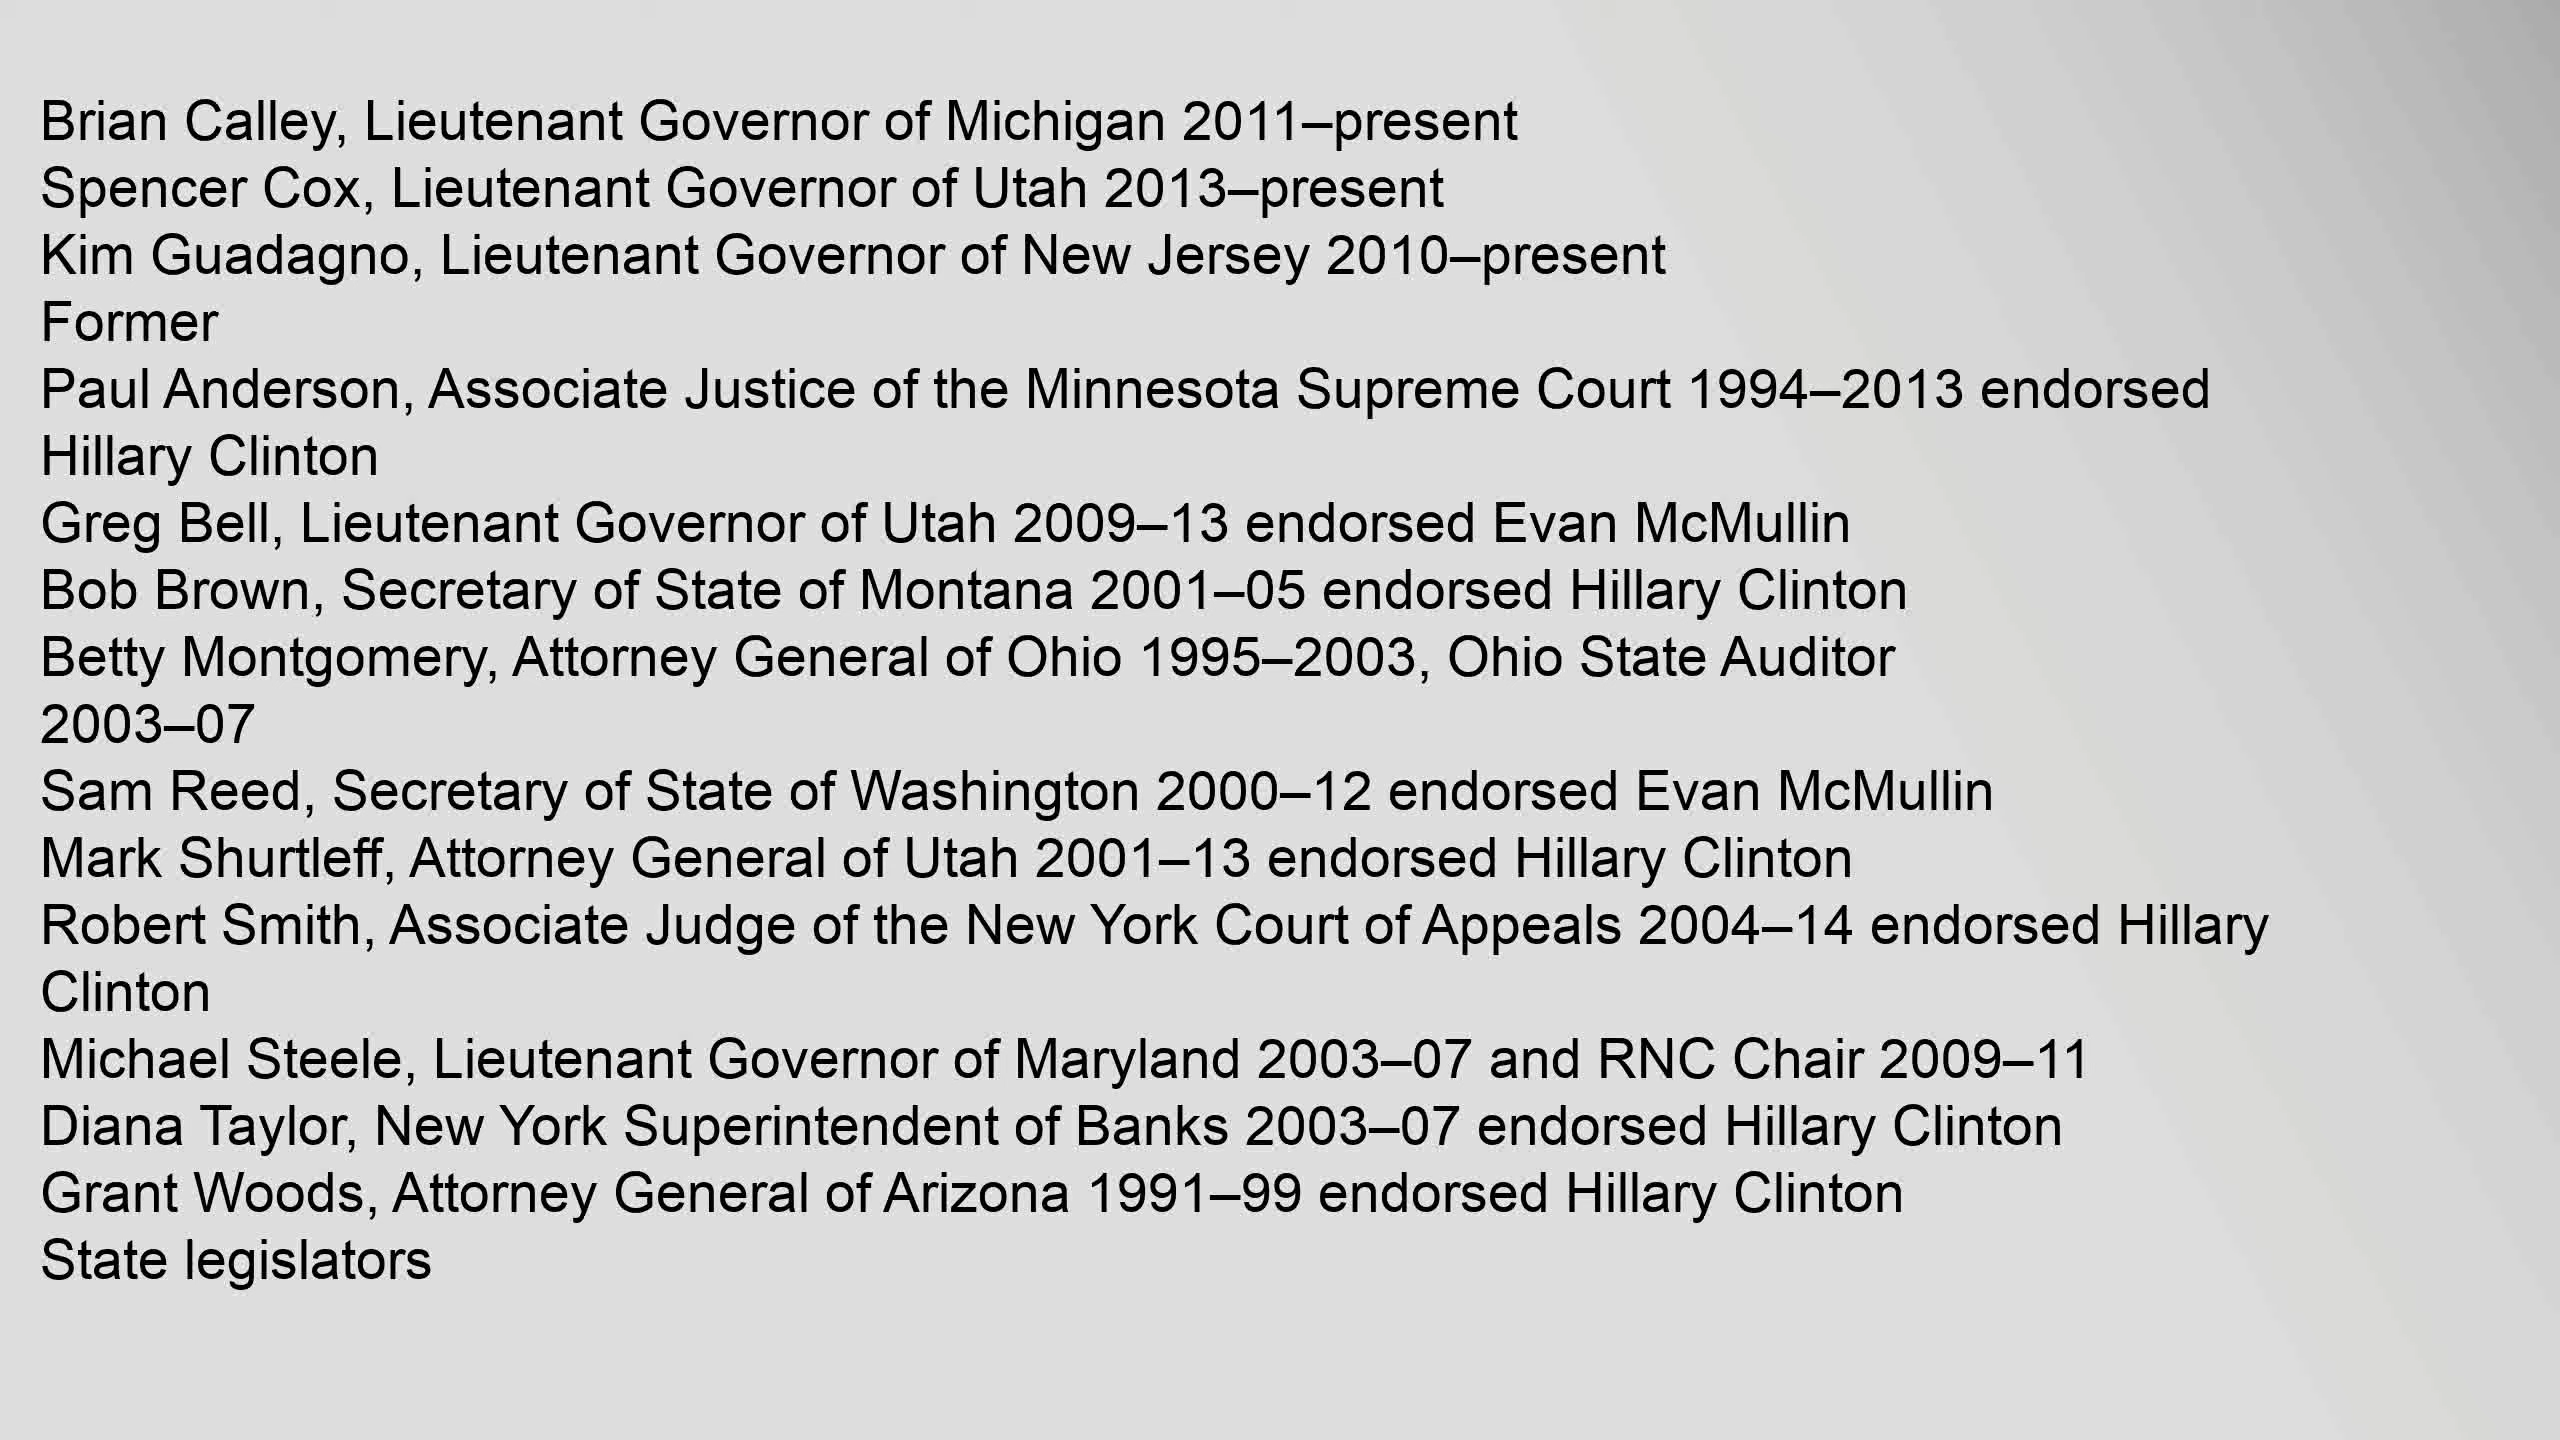 Brian Calley, Lieutenant Governor of Michigan 2011–present
Spencer Cox, Lieutenant Governor of Utah 2013–present
Kim Guadagno, Lieutenant Governor of New Jersey 2010–present
Former
Paul Anderson, Associate Justice of the Minnesota Supreme Court 1994–2013 endorsed
Hillary Clinton
Greg Bell, Lieutenant Governor of Utah 2009–13 endorsed Evan McMullin
Bob Brown, Secretary of State of Montana 2001–05 endorsed Hillary Clinton
Betty Montgomery, Attorney General of Ohio 1995–2003, Ohio State Auditor
2003–07
Sam Reed, Secretary of State of Washington 2000–12 endorsed Evan McMullin
Mark Shurtleff, Attorney General of Utah 2001–13 endorsed Hillary Clinton
Robert Smith, Associate Judge of the New York Court of Appeals 2004–14 endorsed Hillary
Clinton
Michael Steele, Lieutenant Governor of Maryland 2003–07 and RNC Chair 2009–11
Diana Taylor, New York Superintendent of Banks 2003–07 endorsed Hillary Clinton
Grant Woods, Attorney General of Arizona 1991–99 endorsed Hillary Clinton
State legislators